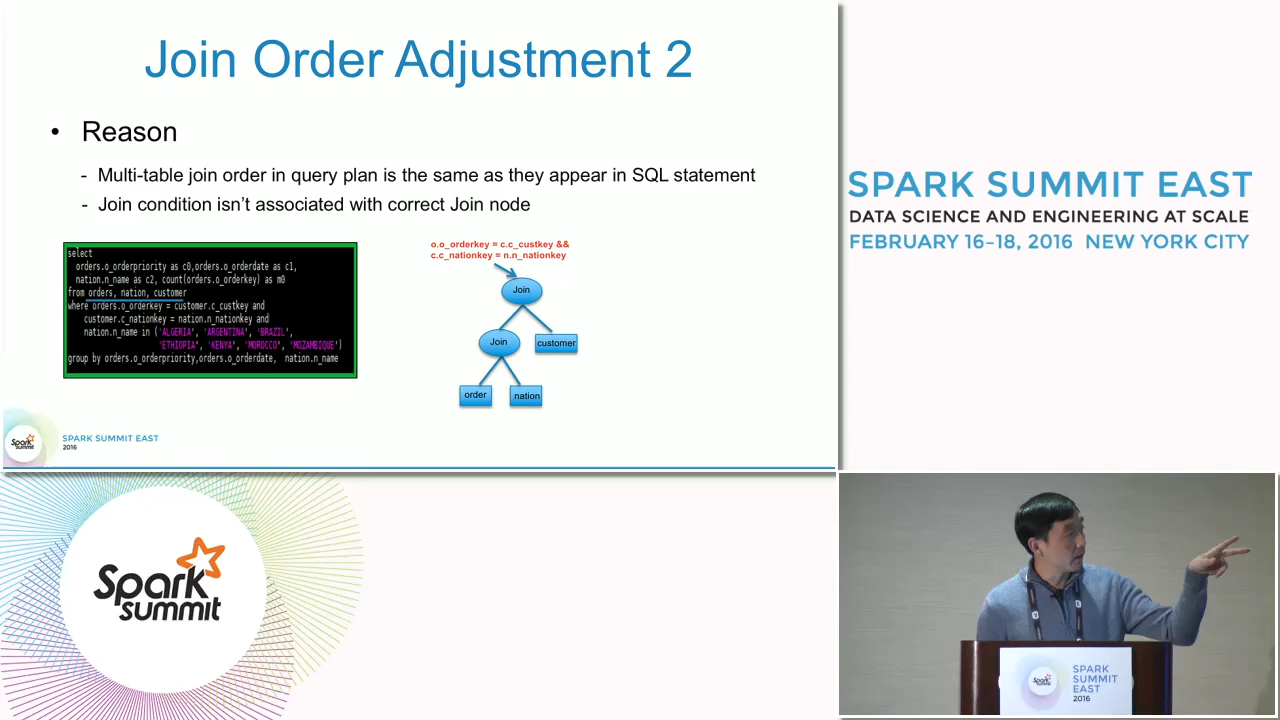 Join Order Adjustment 2
• Reason
- Multi-table join order in query plan is the same as they appear in SQL statement
- Join condition isn’t associated with correct Join node
select
orders.o_orderpriority as c0,orders.o_orderdate as c1,
nation.n_name as c2, count(orders.o_orderkey) as m0
from orders, nation, customer
where orders.o_orderkey = customer.c_custkey and
customer.c_nationkey = nation.n_nationkey and
nation.n_name in ('ALGERIA', 'ARGENTINA', 'BRAZIL',
'ETHIOPIA', 'KENYA', 'MOROCCO', 'MOZAMBIQUE')
group by orders.o_orderpriority,orders.o_orderdate, nation.n_name
o.o_orderkey = c.c_custkey &&
c.c_nationkey = n.n_nationkey
Join
Join
customer
order
nation
Spark
summit
SPARK SUMMIT EAST
2016
SPARK SUMMIT EAST
DATA SCIENCE AND ENGINEERING AT SCALE
FEBRUARY 16–18, 2016 NEW YORK CITY
Spark
summit
Spark
summit
SPARK
SUMMIT
EAST
2016